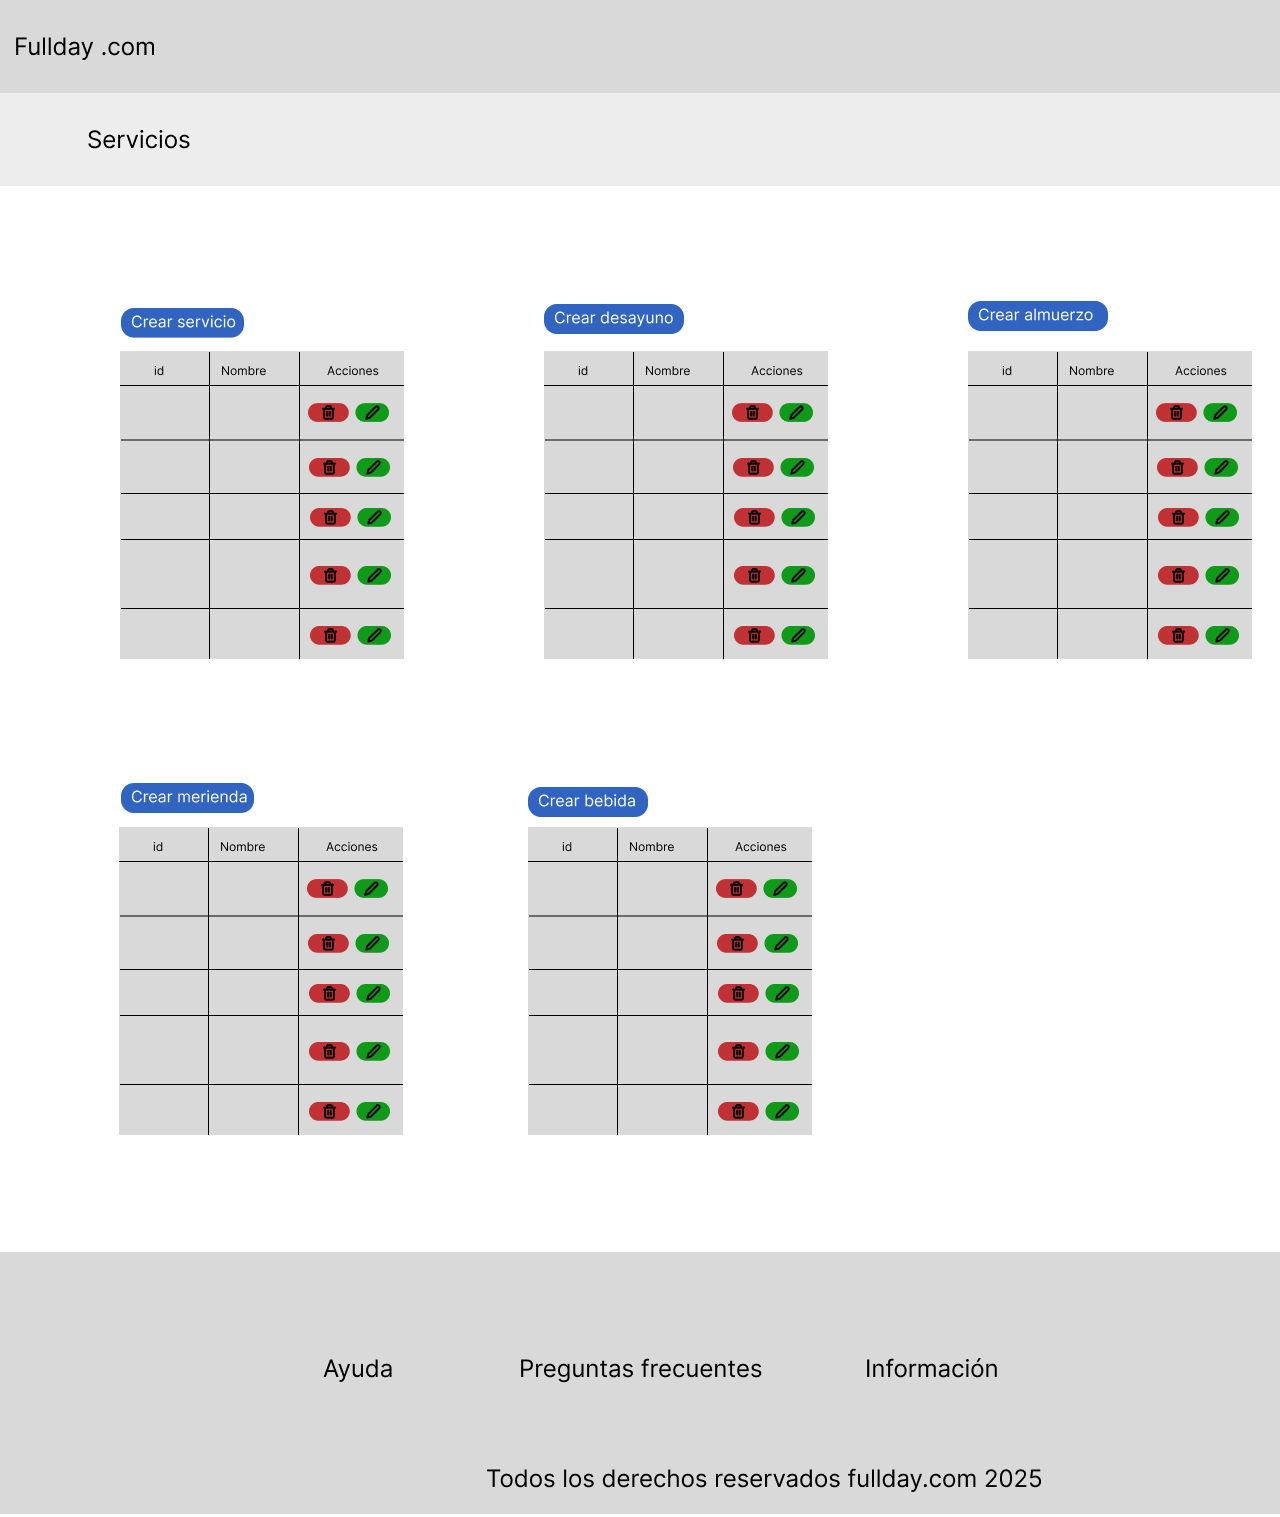 Fullday .com
Servicios
Crear servicio
id Nombre Acciones
Crear desayuno
id Nombre Acciones
Crear almuerzo
id Nombre Acciones
Crear merienda
id Nombre Acciones
Crear bebida
id Nombre Acciones
Ayuda Preguntas frecuentes Información
Todos los derechos reservados fullday.com 2025